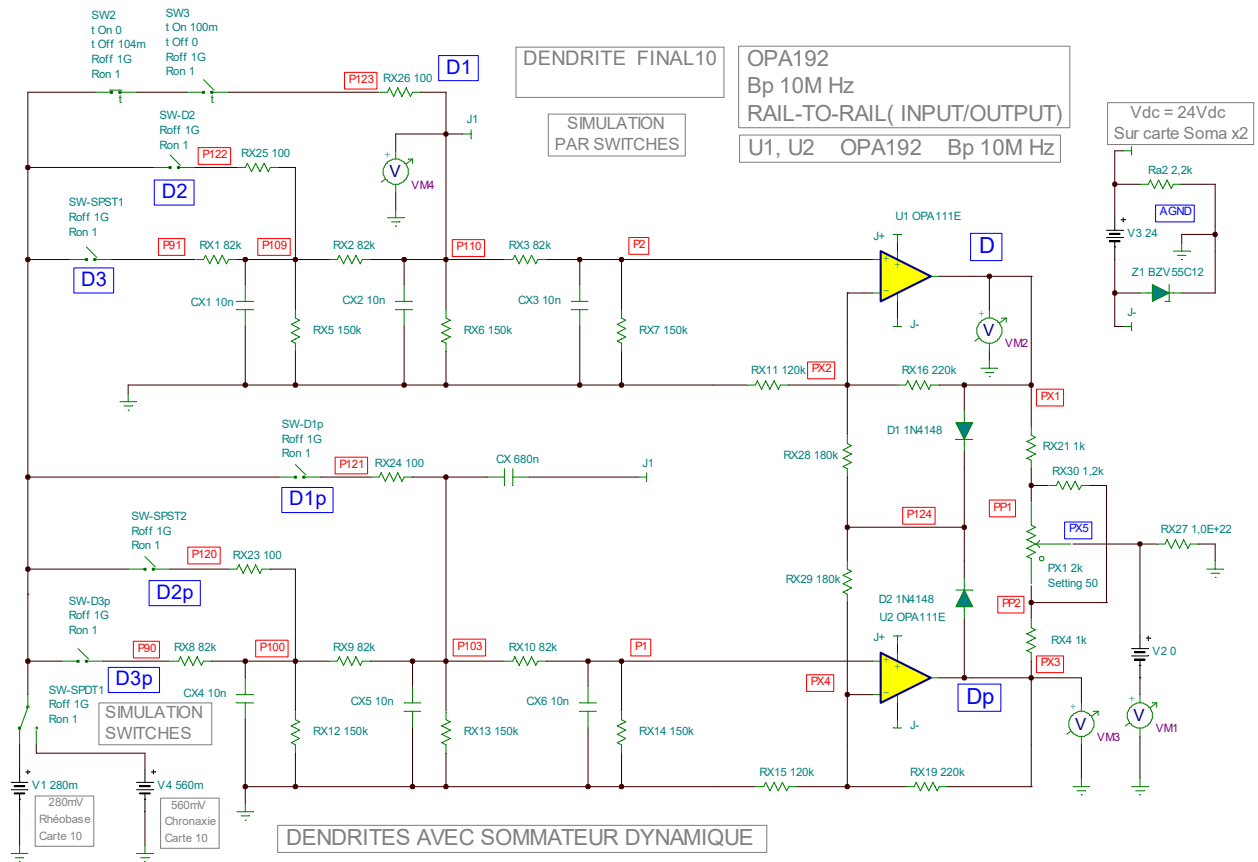 SW2
t On 0
t Off 104m
Roff 1G
Ron 1
SW3
t On 100m
t Off 0
Roff 1G
Ron 1
t
t
P123
RX26 100
D1
DENDRITE FINAL10
OPA192
Bp 10M Hz
RAIL-TO-RAIL( INPUT/OUTPUT)
SIMULATION
PAR SWITCHES
U1, U2 OPA192 Bp 10M Hz
Vdc = 24Vdc
Sur carte Soma x2
SW-D2
Roff 1G
Ron 1
P122
RX25 100
D2
J1
+
V
VM4
Ra2 2,2k
AGND
+
V3 24
Z1 BZV55C12
J-
SW-SPST1
Roff 1G
Ron 1
P91
RX1 82k
P109
RX2 82k
P110
RX3 82k
P2
D3
CX1 10n
CX2 10n
CX3 10n
RX5 150k
RX6 150k
RX7 150k
U1 OPA111E
J+
+
+
-
J-
D
+
V
VM2
RX11 120k
PX2
RX16 220k
PX1
D1 1N4148
RX21 1k
RX28 180k
RX30 1,2k
SW-D1p
Roff 1G
Ron 1
P121
RX24 100
CX 680n
J1
D1p
P124
PP1
PX5
RX27 1,0E+22
PX1 2k
Setting 50
SW-SPST2
Roff 1G
Ron 1
P120
RX23 100
D2p
RX29 180k
D2 1N4148
U2 OPA111E
PP2
RX4 1k
SW-D3p
Roff 1G
Ron 1
P90
RX8 82k
P100
RX9 82k
P103
RX10 82k
P1
D3p
CX4 10n
CX5 10n
CX6 10n
RX12 150k
RX13 150k
RX14 150k
J+
+
+
-
J-
PX4
Dp
PX3
+
V2 0
+
V
VM3
+
V
VM1
SW-SPDT1
Roff 1G
Ron 1
SIMULATION
SWITCHES
+
V1 280m
+
V4 560m
280mV
Rhéobase
Carte 10
560mV
Chronaxie
Carte 10
RX15 120k
RX19 220k
DENDRITES AVEC SOMMATEUR DYNAMIQUE